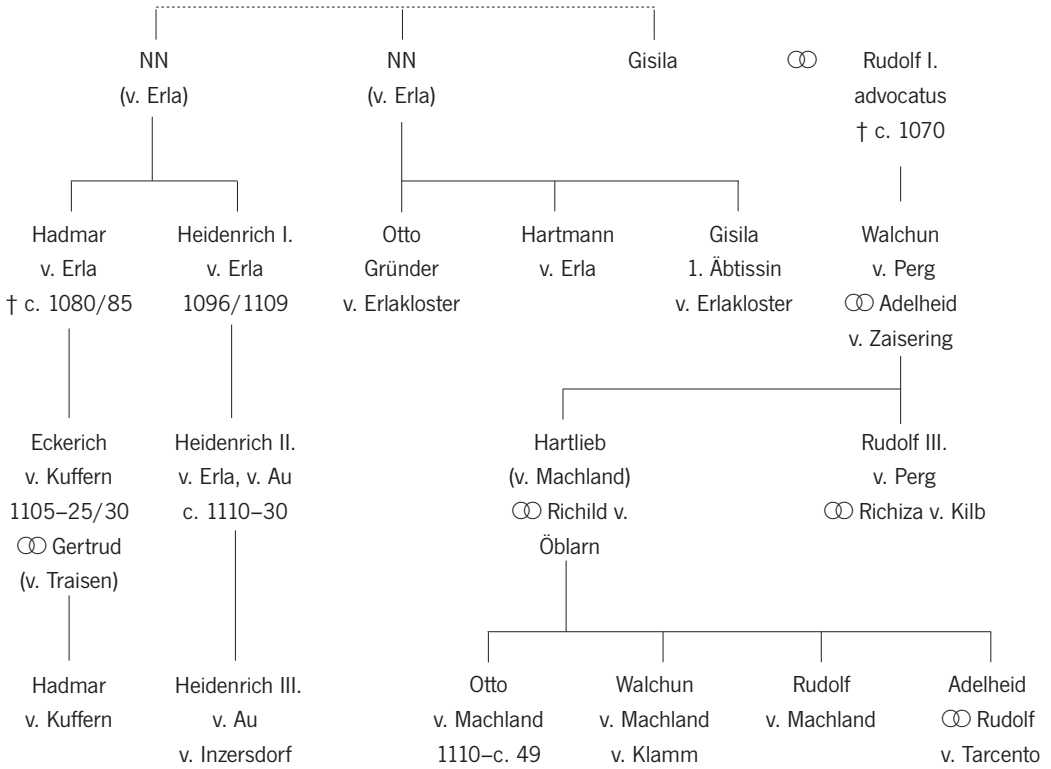 NN
(v. Erla)
NN
(v. Erla)
Gisila
Rudolf I.
advocatus
† c. 1070
Hadmar
v. Erla
† c. 1080/85
Heidenrich I.
v. Erla
1096/1109
Otto
Gründer
v. Erlakloster
Hartmann
v. Erla
Gisila
1. Äbtissin
v. Erlakloster
Walchun
v. Perg
Adelheid
v. Zaisering
Eckerich
v. Kuffern
1105–25/30
Gertrud
(v. Traisen)
Heidenrich II.
v. Erla, v. Au
c. 1110–30
Hartlieb
(v. Machland)
Richild v.
Öblarn
Rudolf III.
v. Perg
Richiza v. Kilb
Hadmar
v. Kuffern
Heidenrich III.
v. Au
v. Inzersdorf
Otto
v. Machland
1110–c. 49
Walchun
v. Machland
v. Klamm
Rudolf
v. Machland
Adelheid
Rudolf
v. Tarcento